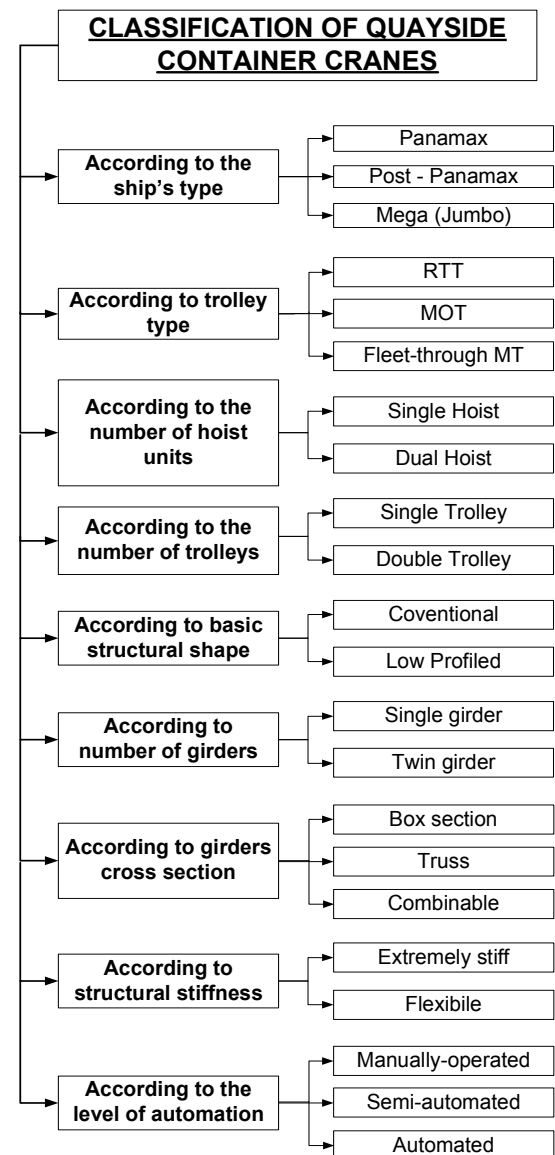 CLASSIFICATION OF QUAYSIDE
CONTAINER CRANES
According to the
ship's type
Panamax
Post - Panamax
Mega (Jumbo)
According to trolley
type
RTT
MOT
Fleet-through MT
According to the
number of hoist
units
Single Hoist
Dual Hoist
According to the
number of trolleys
Single Trolley
Double Trolley
According to basic
structural shape
Coventional
Low Profiled
According to
number of girders
Single girder
Twin girder
According to girders
cross section
Box section
Truss
Combinable
According to
structural stiffness
Extremely stiff
Flexibile
According to the
level of automation
Manually-operated
Semi-automated
Automated